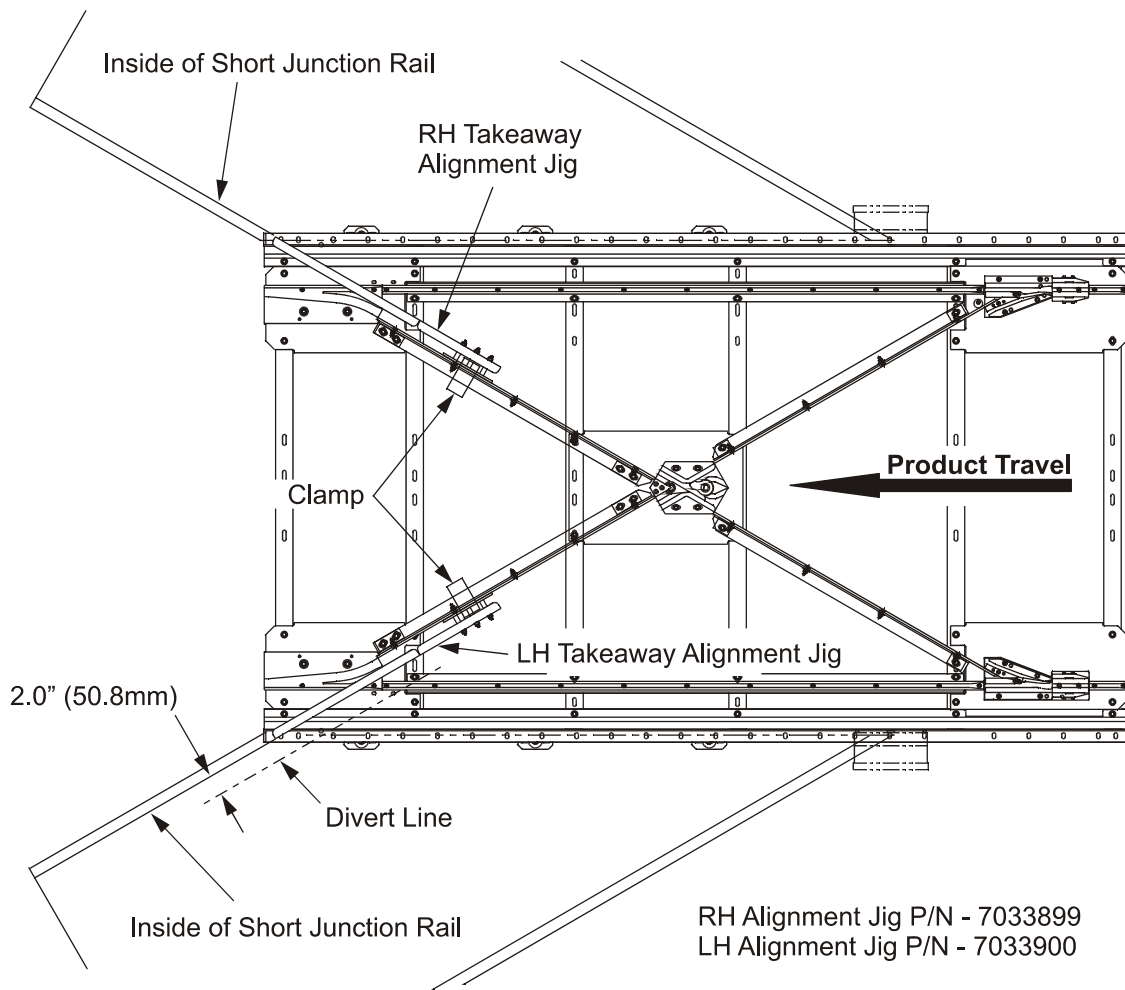 Inside of Short Junction Rail
RH Takeaway
Alignment Jig
Product Travel
Clamp
LH Takeaway Alignment Jig
2.0” (50.8mm)
Divert Line
Inside of Short Junction Rail
RH Alignment Jig P/N - 7033899
LH Alignment Jig P/N - 7033900